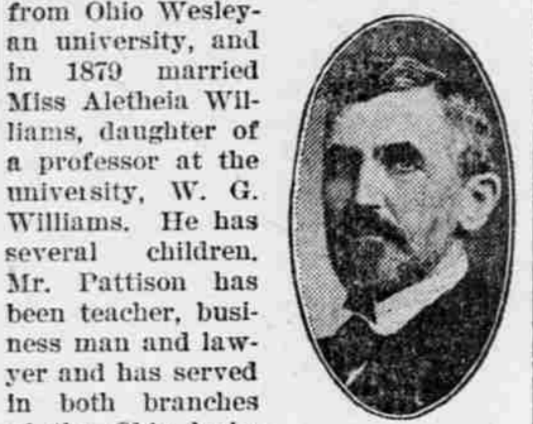 from Ohio Wesley-
an university, and
in 1879 married
Miss Aletheia Wil-
liams, daughter of
a professor at the
university, W. G.
Williams. He has
several children.
Mr. Pattison has
been teacher, busi-
ness man and law-
yer and has served
in both branches